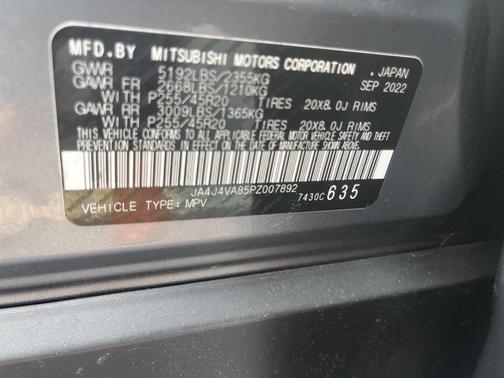 MFD.BY MITSUBISHI MOTORS CORPORATION
. JAPAN
GVWR 5192LBS/2355KG SEP 2022
GAWR FR 2668LBS/1210KG
WITH P255/45R20 TIRES 20X8.0J RIMS
GAWR RR 3009LBS/1365KG
WITH P255/45R20 TIRES 20X8.0J RIMS
THIS VEHICLE CONFORMS TO ALL APPLICABLE FEDERAL MOTOR VEHICLE SAFETY AND THEFT
PREVENTION STANDARDS IN EFFECT ON THE DATE OF MANUFACTURE SHOWN ABOVE.
JA4J4VA85PZ007892
VEHICLE TYPE: MPV 7430C 635